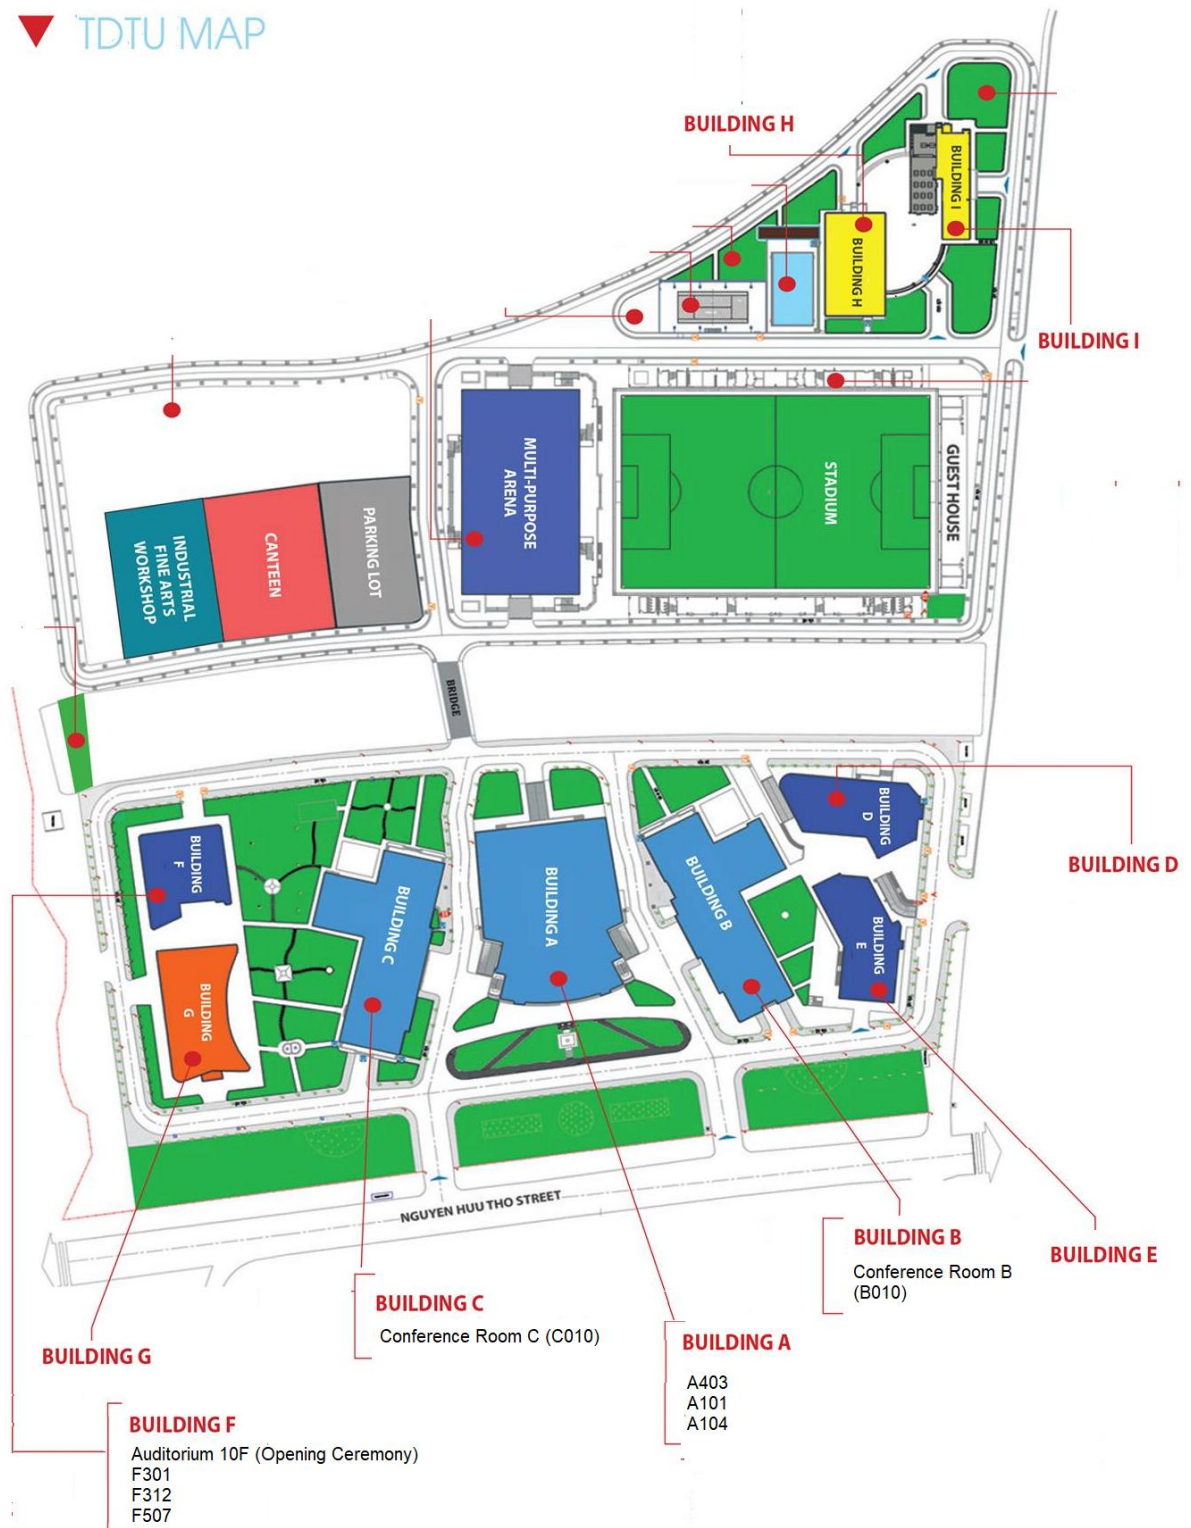 TDTU MAP
BUILDING H
BUILDING I
BUILDING H
BUILDING I
MULTI-PURPOSE
ARENA
STADIUM
GUEST HOUSE
PARKING LOT
CANTEEN
INDUSTRIAL
FINE ARTS
WORKSHOP
BRIDGE
BUILDING
D
BUILDING D
BUILDING
F
BUILDING C
BUILDING A
BUILDING B
BUILDING
E
BUILDING
G
NGUYEN HUU THO STREET
BUILDING B
Conference Room B
(B010)
BUILDING E
BUILDING C
Conference Room C (C010)
BUILDING A
A403
A101
A104
BUILDING G
BUILDING F
Auditorium 10F (Opening Ceremony)
F301
F312
F507